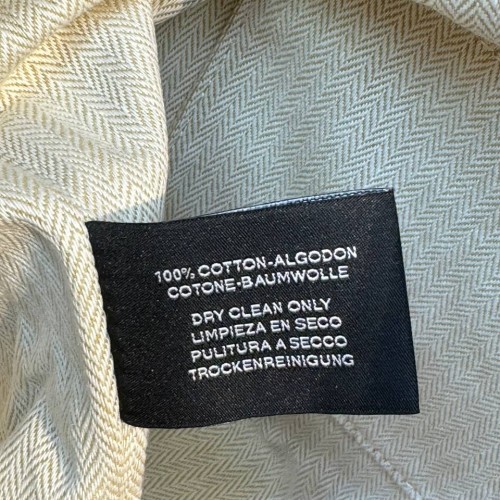 100% COTTON-ALGODON
COTONE-BAUMWOLLE
DRY CLEAN ONLY
LIMPIEZA EN SECO
PULITURA A SECCO
TROCKENREINIGUNG